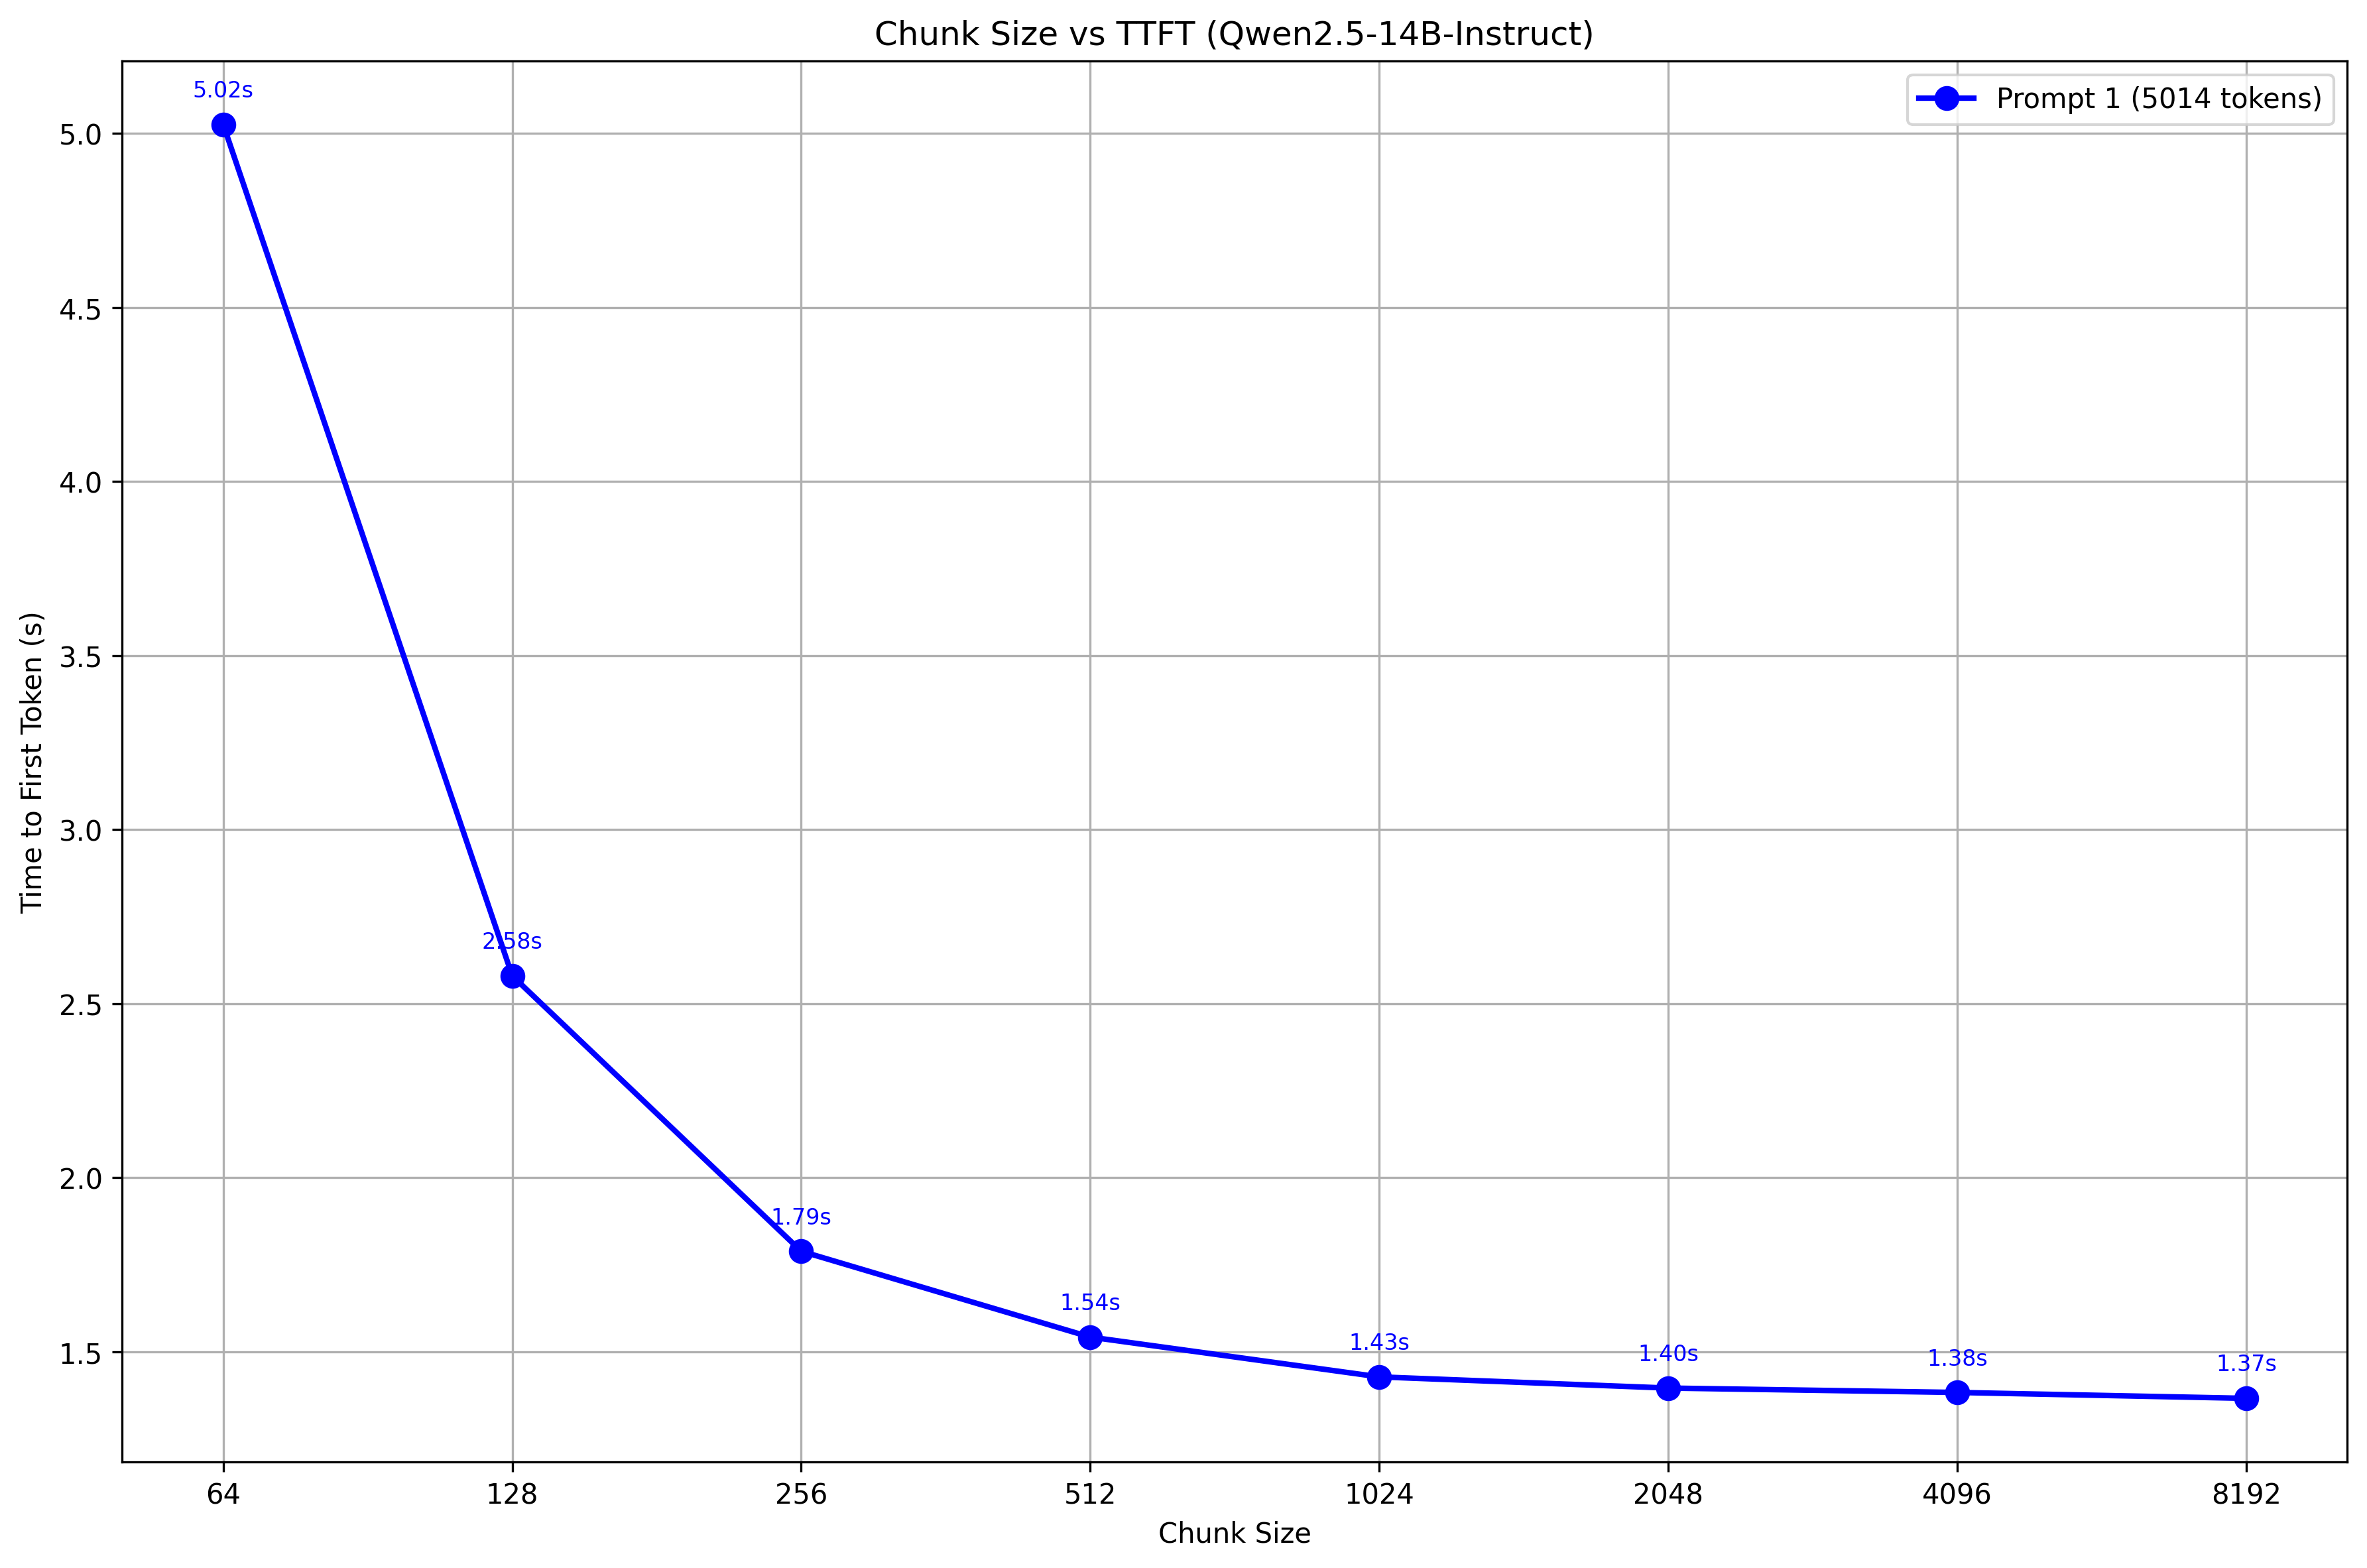 Chunk Size vs TTFT (Qwen2.5-14B-Instruct)
Prompt 1 (5014 tokens)
Time to First Token (s)
5.0
4.5
4.0
3.5
3.0
2.5
2.0
1.5
5.02s
2.58s
1.79s
1.54s
1.43s
1.40s
1.38s
1.37s
64
128
256
512
1024
2048
4096
8192
Chunk Size